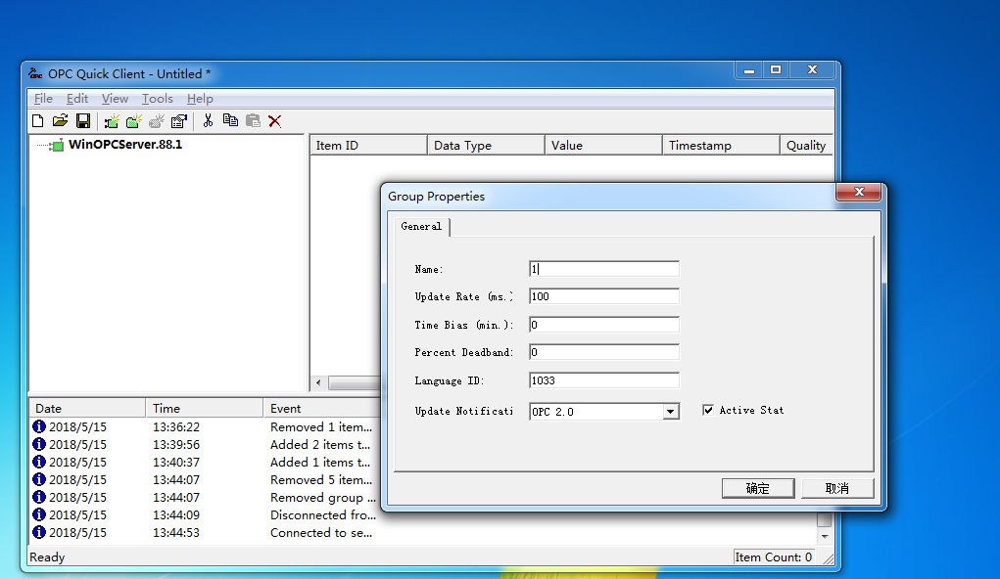 OPC Quick Client - Untitled *
File Edit View Tools Help
WinOPCServer.88.1
Item ID Data Type Value Timestamp Quality
Group Properties
General
Name: 1
Update Rate (ms.) 100
Time Bias (min.): 0
Percent Deadband: 0
Language ID: 1033
Update Notificati OPC 2.0 Active Stat
确定 取消
Date Time Event
2018/5/15 13:36:22 Removed 1 item...
2018/5/15 13:39:56 Added 2 items t...
2018/5/15 13:40:37 Added 1 items t...
2018/5/15 13:44:07 Removed 5 item...
2018/5/15 13:44:07 Removed group ...
2018/5/15 13:44:09 Disconnected fro...
2018/5/15 13:44:53 Connected to se...
Ready Item Count: 0